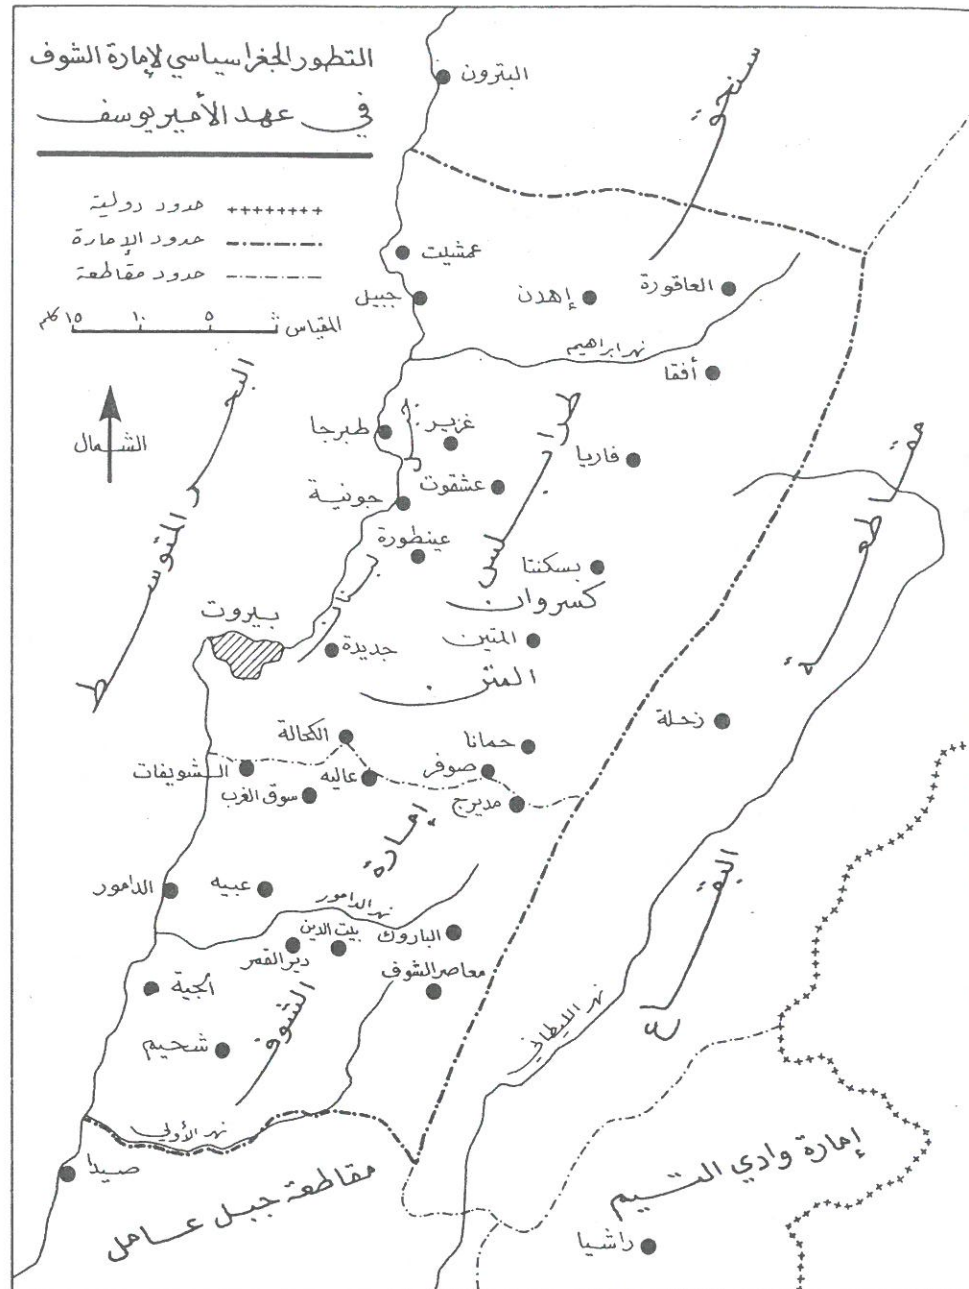 التطور الجغراسياسي لإمارة الشوف
في عهد الأمير يوسف
حدود دولية
حدود الإمارة
حدود مقاطعة
المقياس ٥ ١٠ ١٥ كلم
الشمال
البحر المتوسط
البترون
سنحقة
عمشيت
جبيل
إهدن
العاقورة
نهر ابراهيم
أفقا
طبرجا
غزير
فاريا
عشقوت
جونية
عينطورة
بسكنتا
جبل لبنان
طرابلس
كسروان
مقاطعة
بيروت
جديدة
المتين
المتن
زحلة
الكحالة
حمانا
الشويفات
عاليه
صوفر
سوق الغرب
مديرج
إمارة
البقاع
الدامور
عبيه
نهر الدامور
بيت الدين
الباروك
دير القمر
معاصر الشوف
الجية
الشوف
شحيم
نهر الليطاني
نهر الأولي
صيدا
مقاطعة جبل عامل
إمارة وادي التيم
راشيا